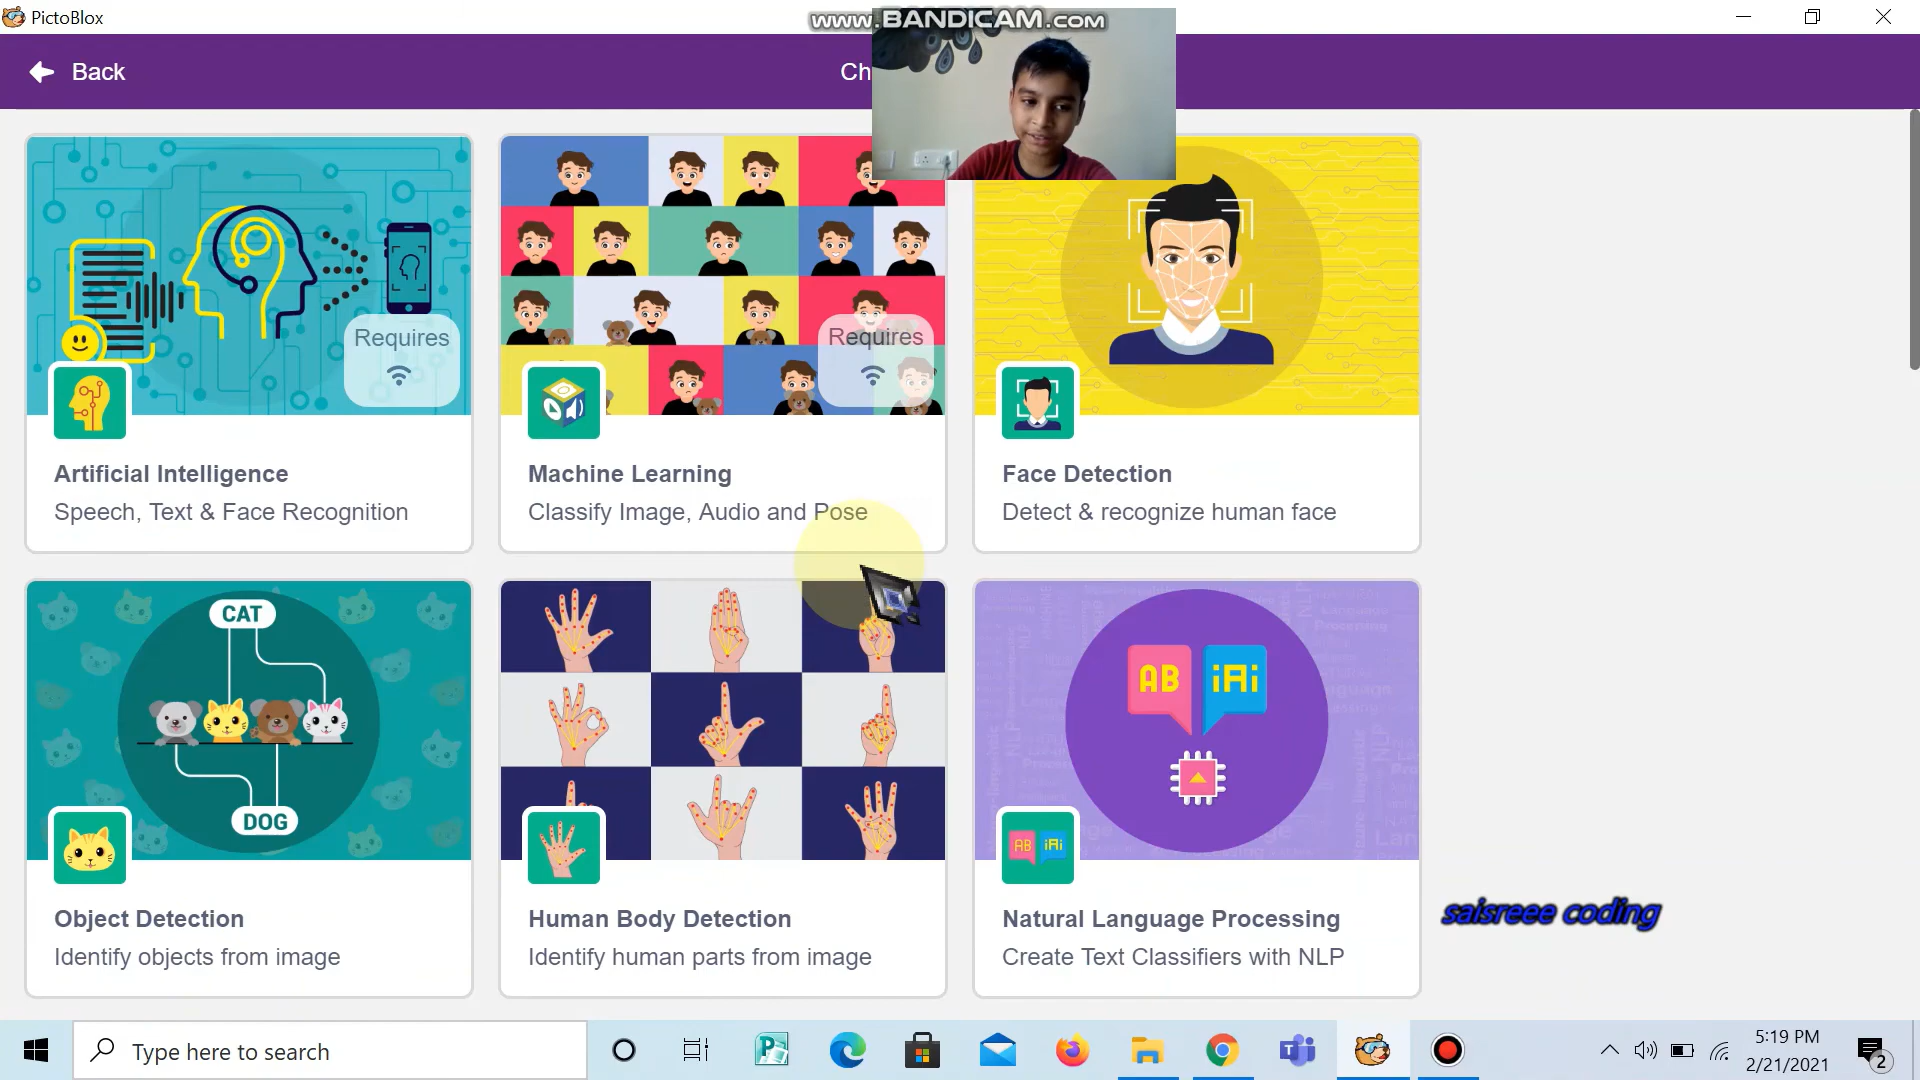 PictoBlox
www.BANDICAM.COM
Back
Ch
Requires
Requires
Artificial Intelligence
Speech, Text & Face Recognition
Machine Learning
Classify Image, Audio and Pose
Face Detection
Detect & recognize human face
CAT
DOG
AB
AB
Object Detection
Identify objects from image
Human Body Detection
Identify human parts from image
Natural Language Processing
Create Text Classifiers with NLP
saisreee coding
Type here to search
5:19 PM
2/21/2021
2